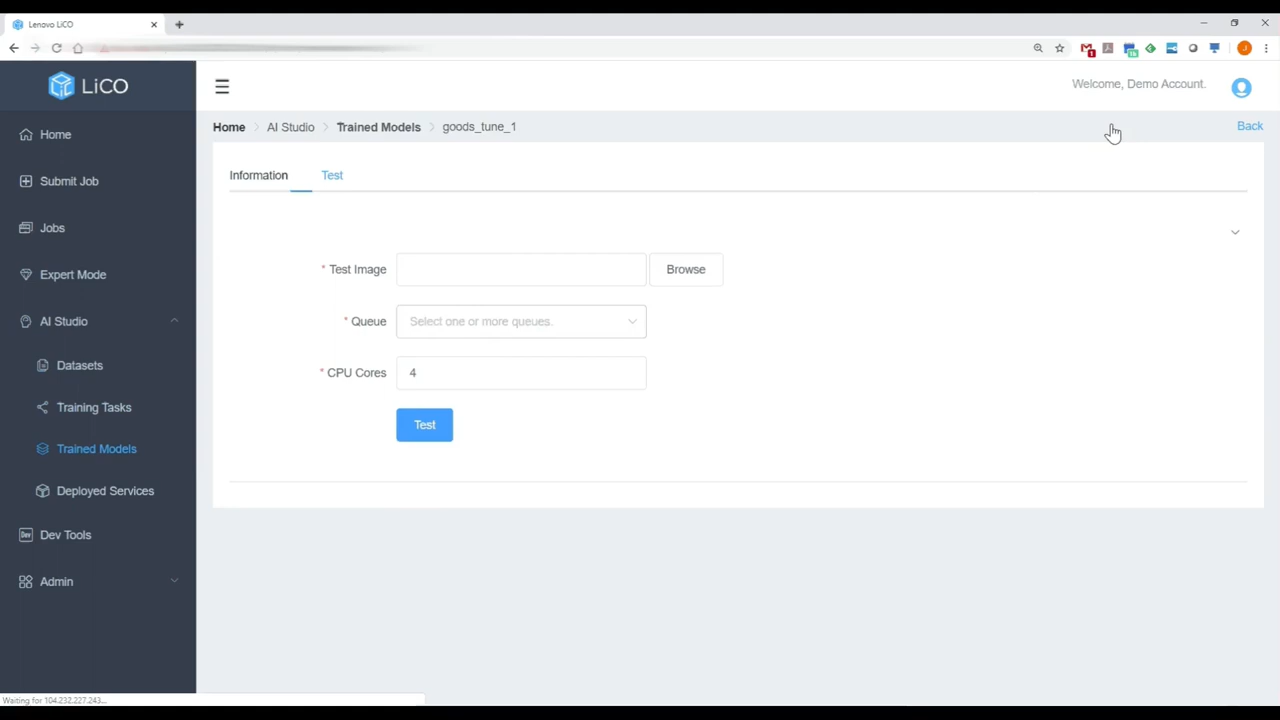 Lenovo LiCO
LiCO
Welcome, Demo Account.
Home
Submit Job
Jobs
Expert Mode
AI Studio
Datasets
Training Tasks
Trained Models
Deployed Services
Dev Tools
Admin
Home > AI Studio > Trained Models > goods_tune_1
Back
Information Test
* Test Image Browse
* Queue Select one or more queues.
* CPU Cores 4
Test
Waiting for 104.232.227.243...